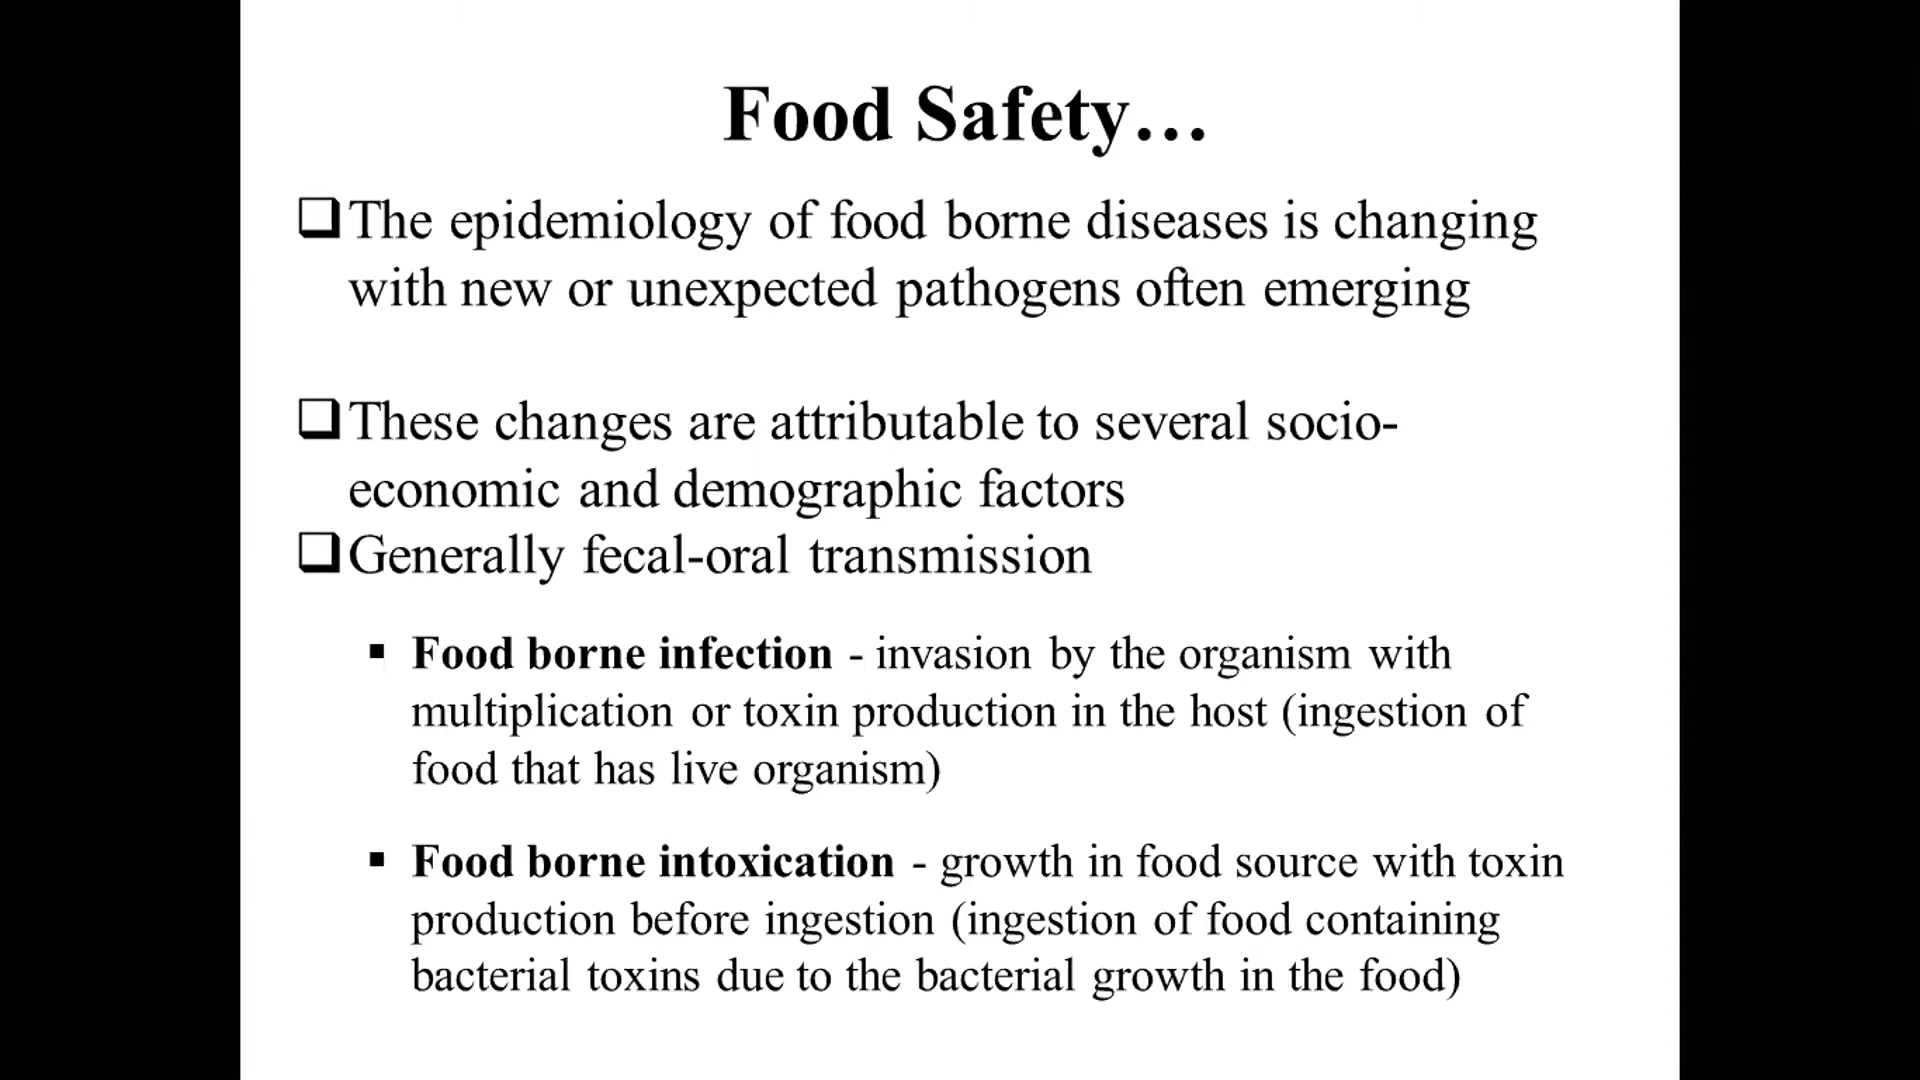 Food Safety…
❑The epidemiology of food borne diseases is changing
with new or unexpected pathogens often emerging
❑These changes are attributable to several socio-
economic and demographic factors
❑Generally fecal-oral transmission
▪ Food borne infection - invasion by the organism with
multiplication or toxin production in the host (ingestion of
food that has live organism)
▪ Food borne intoxication - growth in food source with toxin
production before ingestion (ingestion of food containing
bacterial toxins due to the bacterial growth in the food)